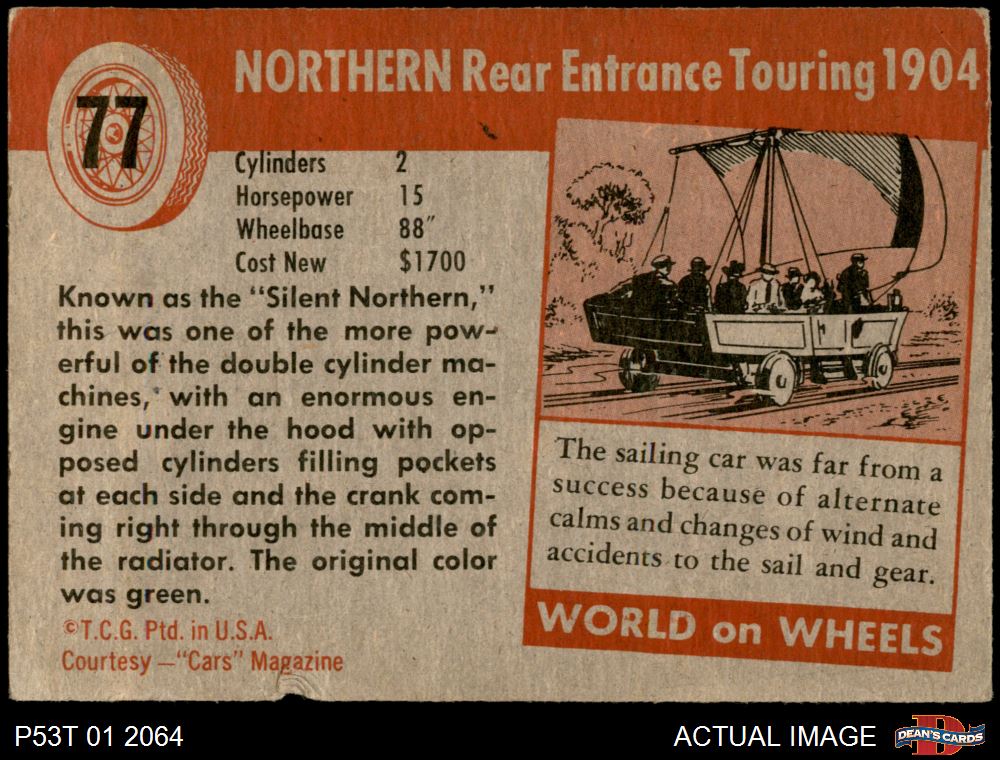 77
NORTHERN Rear Entrance Touring 1904
Cylinders 2
Horsepower 15
Wheelbase 88″
Cost New $1700
Known as the “Silent Northern,”
this was one of the more pow-
erful of the double cylinder ma-
chines, with an enormous en-
gine under the hood with op-
posed cylinders filling pockets
at each side and the crank com-
ing right through the middle of
the radiator. The original color
was green.
©T.C.G. Ptd. in U.S.A.
Courtesy—“Cars” Magazine
The sailing car was far from a
success because of alternate
calms and changes of wind and
accidents to the sail and gear.
WORLD on WHEELS
P53T 01 2064
ACTUAL IMAGE
D
DEAN'S CARDS